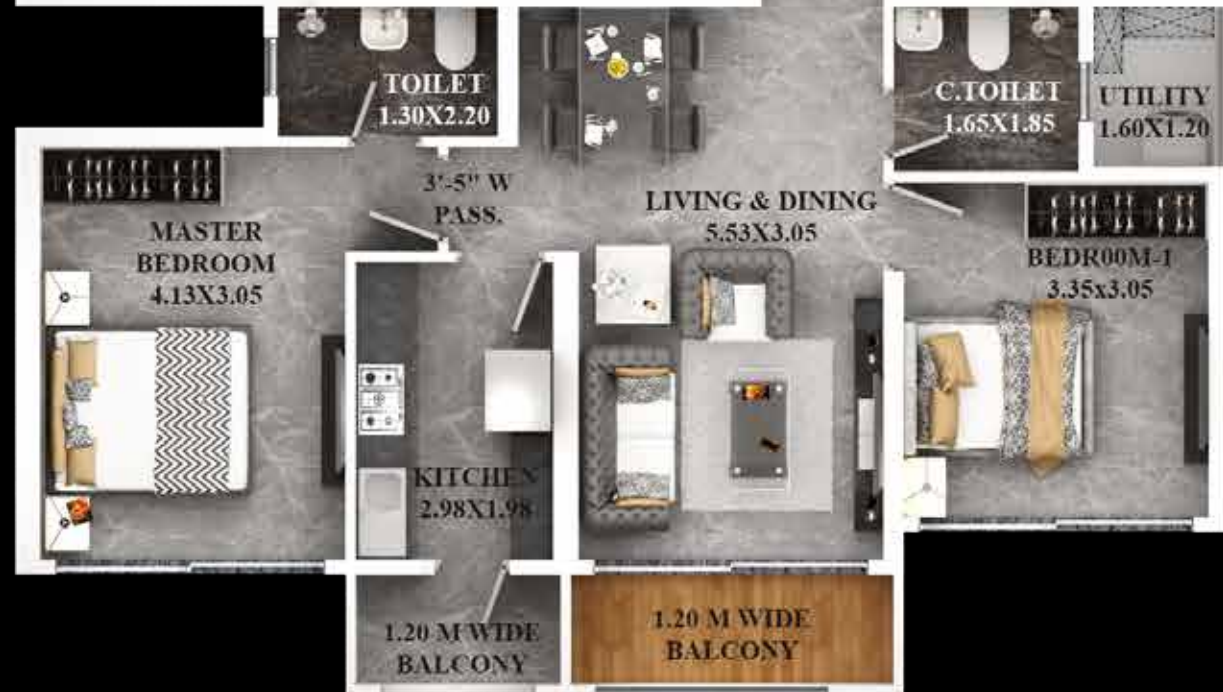 TOILET
1.30X2.20
C.TOILET
1.65X1.85
UTILITY
1.60X1.20
3'-5" W
PASS.
LIVING & DINING
5.53X3.05
MASTER
BEDROOM
4.13X3.05
BEDR00M-1
3.35x3.05
KITCHEN
2.98X1.98
1.20 M WIDE
BALCONY
1.20 M WIDE
BALCONY